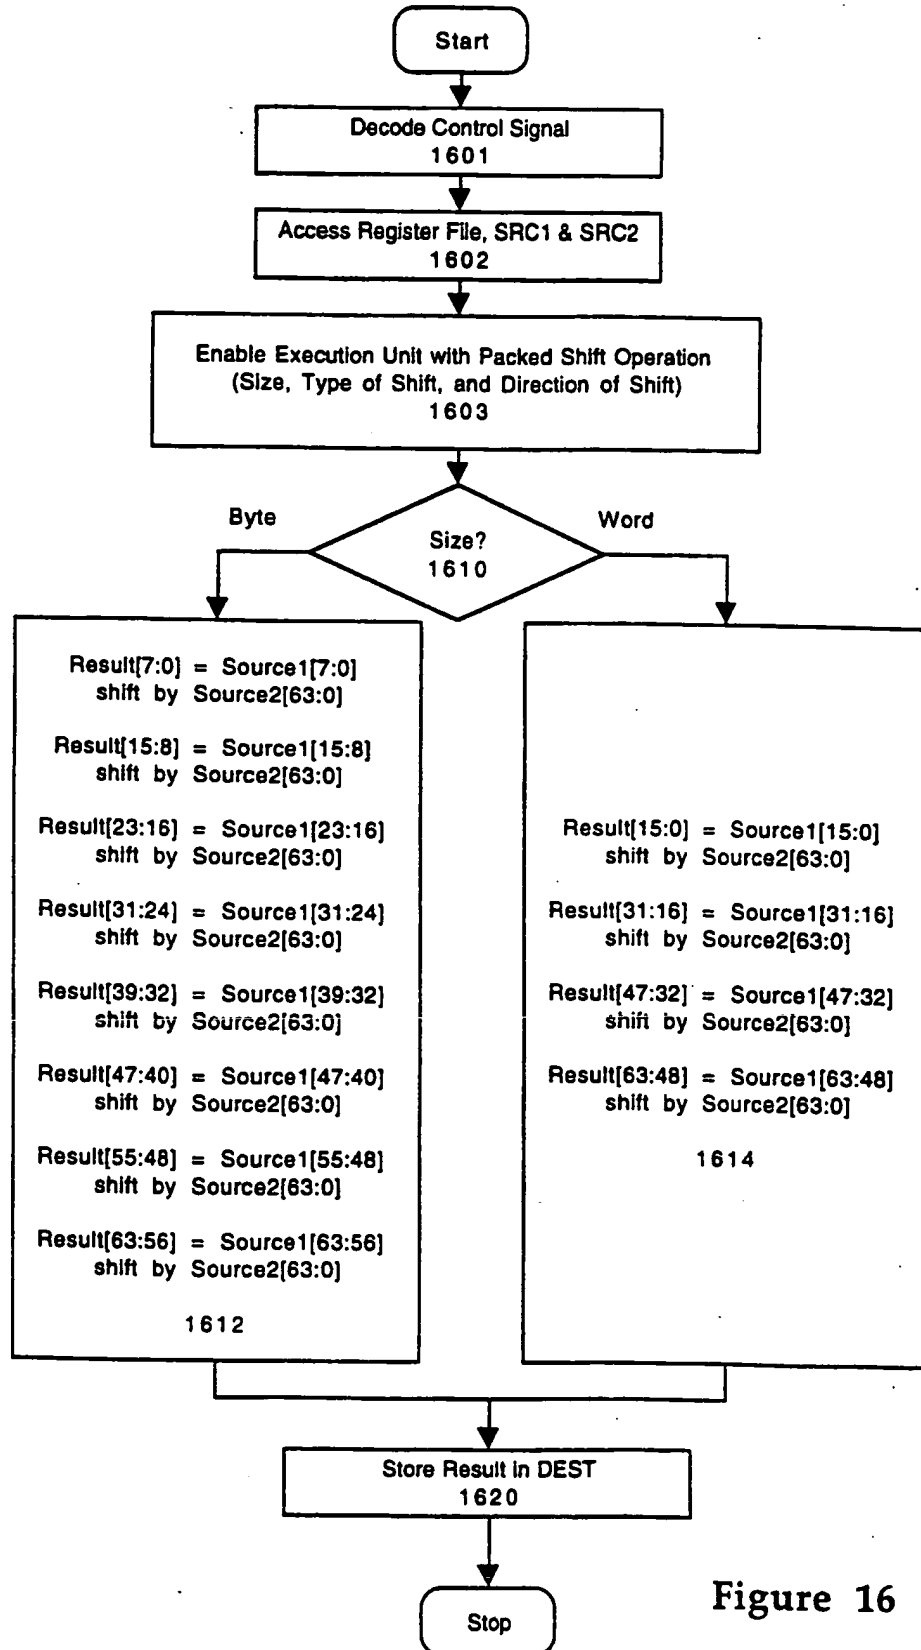 Start
Decode Control Signal
1601
Access Register File, SRC1 & SRC2
1602
Enable Execution Unit with Packed Shift Operation
(Size, Type of Shift, and Direction of Shift)
1603
Byte
Size?
1610
Word
Result[7:0] = Source1[7:0]
shift by Source2[63:0]
Result[15:8] = Source1[15:8]
shift by Source2[63:0]
Result[23:16] = Source1[23:16]
shift by Source2[63:0]
Result[31:24] = Source1[31:24]
shift by Source2[63:0]
Result[39:32] = Source1[39:32]
shift by Source2[63:0]
Result[47:40] = Source1[47:40]
shift by Source2[63:0]
Result[55:48] = Source1[55:48]
shift by Source2[63:0]
Result[63:56] = Source1[63:56]
shift by Source2[63:0]
1612
Result[15:0] = Source1[15:0]
shift by Source2[63:0]
Result[31:16] = Source1[31:16]
shift by Source2[63:0]
Result[47:32] = Source1[47:32]
shift by Source2[63:0]
Result[63:48] = Source1[63:48]
shift by Source2[63:0]
1614
Store Result in DEST
1620
Stop
Figure 16